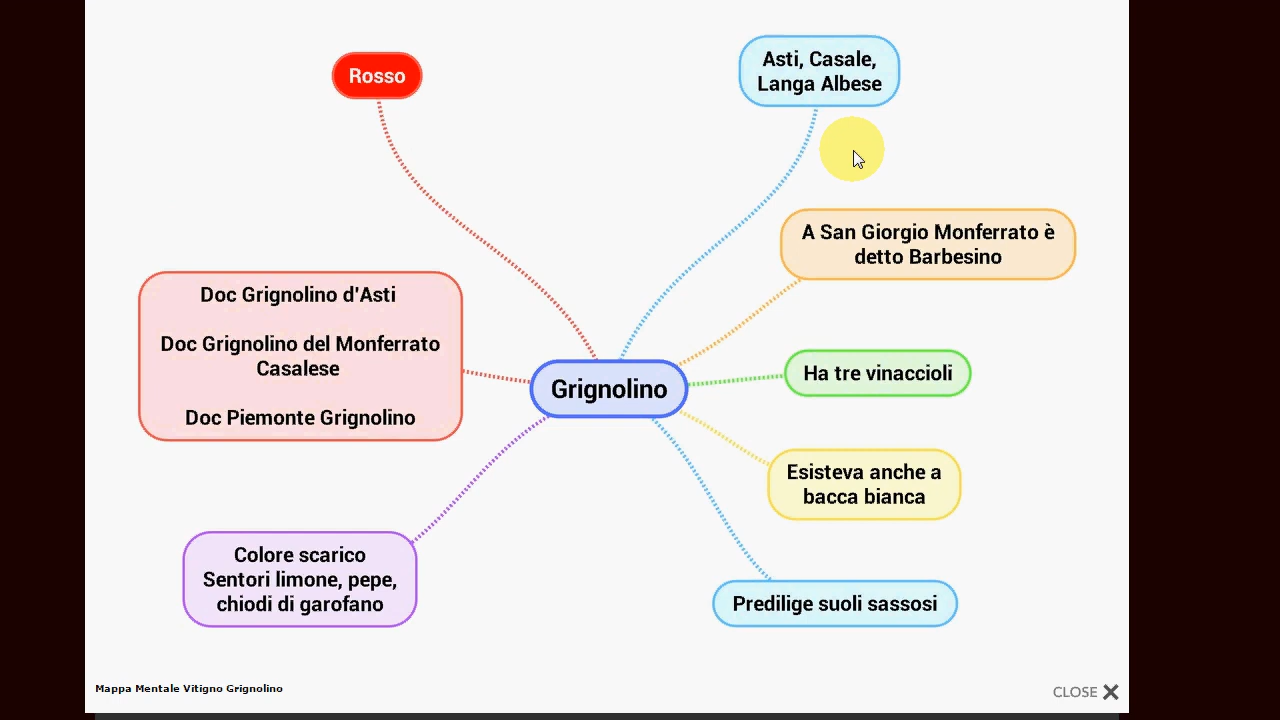 Rosso
Asti, Casale,
Langa Albese
A San Giorgio Monferrato è
detto Barbesino
Doc Grignolino d'Asti
Doc Grignolino del Monferrato
Casalese
Doc Piemonte Grignolino
Grignolino
Ha tre vinaccioli
Esisteva anche a
bacca bianca
Colore scarico
Sentori limone, pepe,
chiodi di garofano
Predilige suoli sassosi
Mappa Mentale Vitigno Grignolino
CLOSE